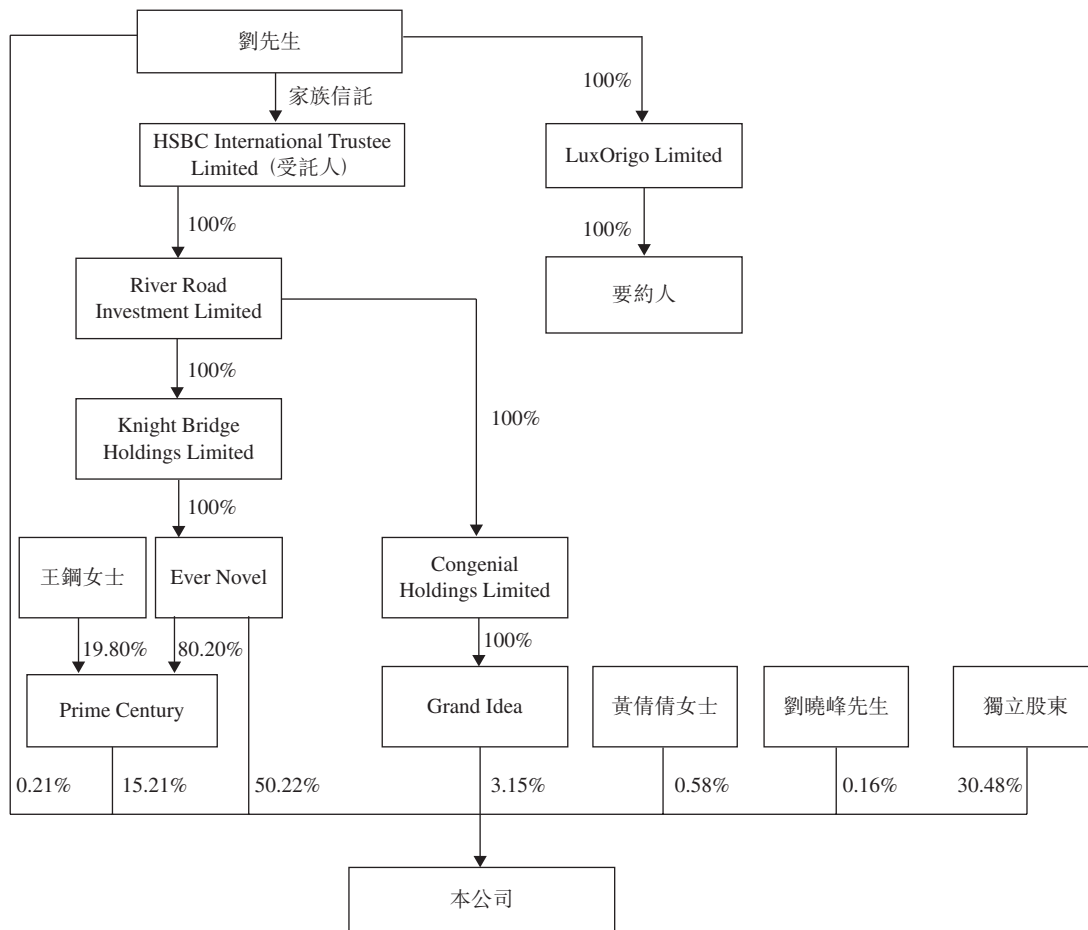 劉先生
家族信託
100%
HSBC International Trustee
Limited（受託人）
LuxOrigo Limited
100%
100%
River Road
Investment Limited
要約人
100%
Knight Bridge
Holdings Limited
100%
100%
王鋼女士
Ever Novel
Congenial
Holdings Limited
19.80%
80.20%
100%
Prime Century
Grand Idea
黃倩倩女士
劉曉峰先生
獨立股東
0.21%
15.21%
50.22%
3.15%
0.58%
0.16%
30.48%
本公司